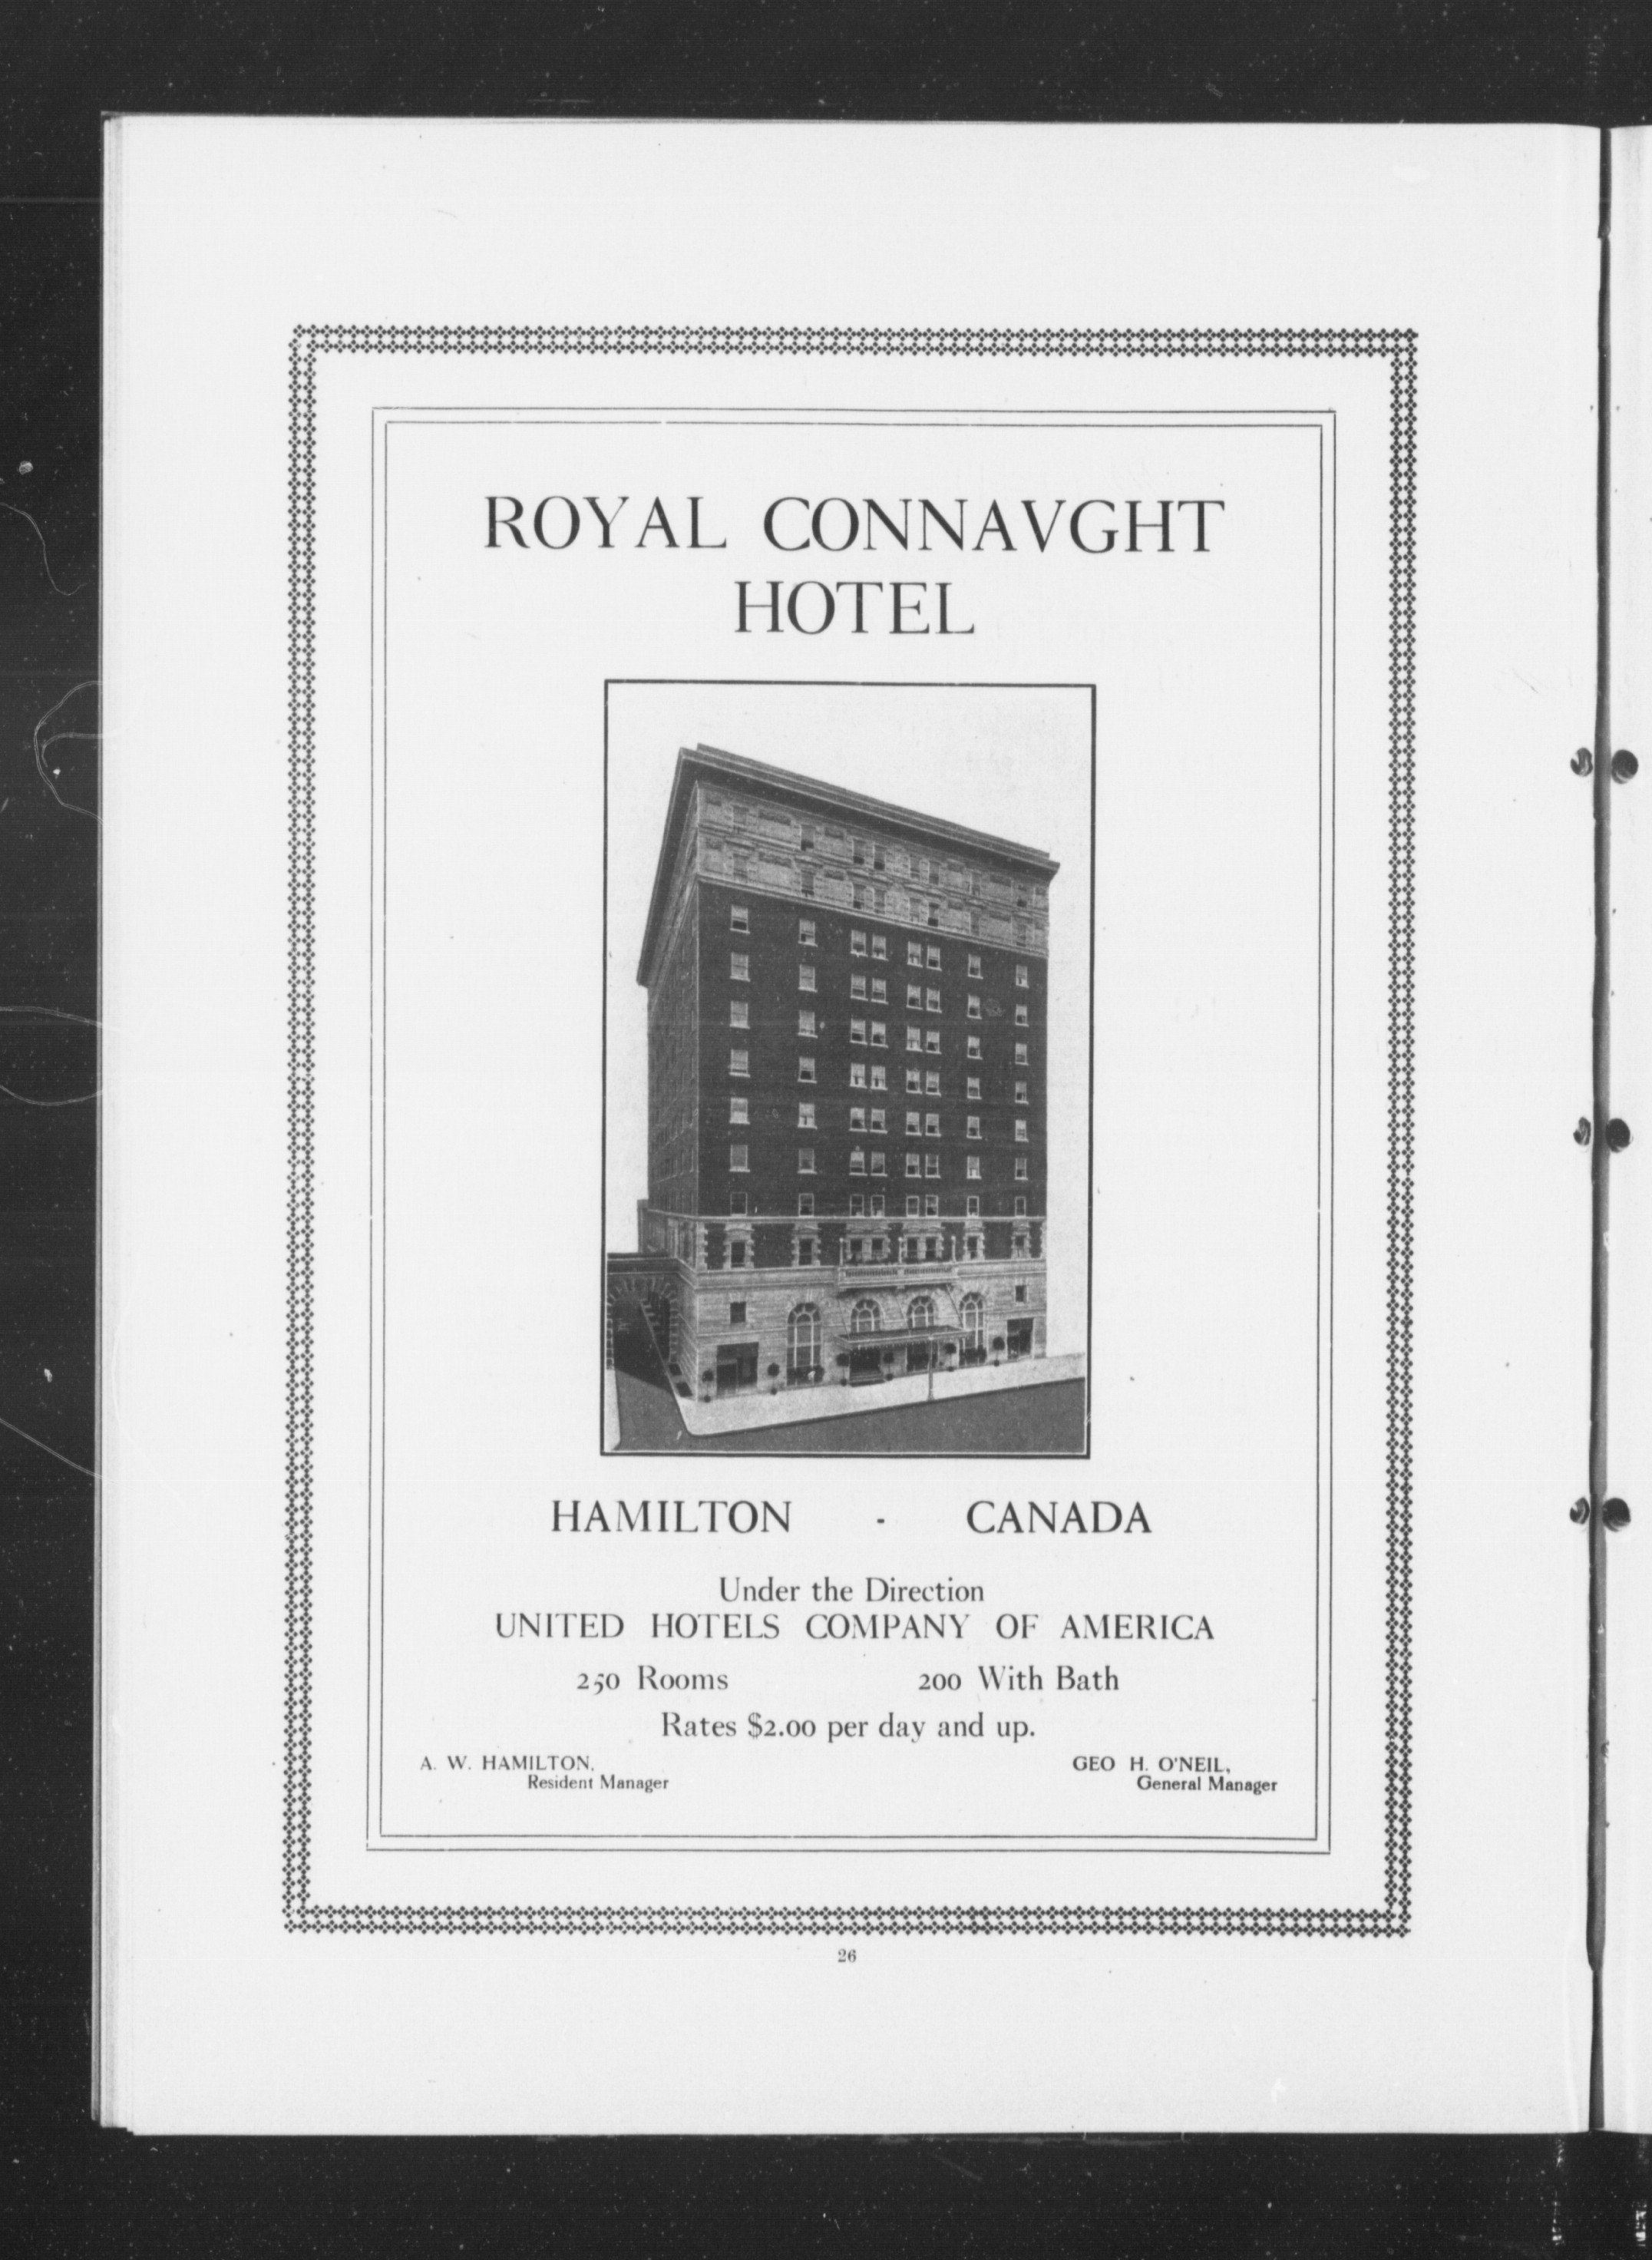 ROYAL CONNAVGHT
HOTEL
HAMILTON - CANADA
Under the Direction
UNITED HOTELS COMPANY OF AMERICA
250 Rooms 200 With Bath
Rates $2.00 per day and up.
A. W. HAMILTON,
Resident Manager
GEO H. O'NEIL,
General Manager
26